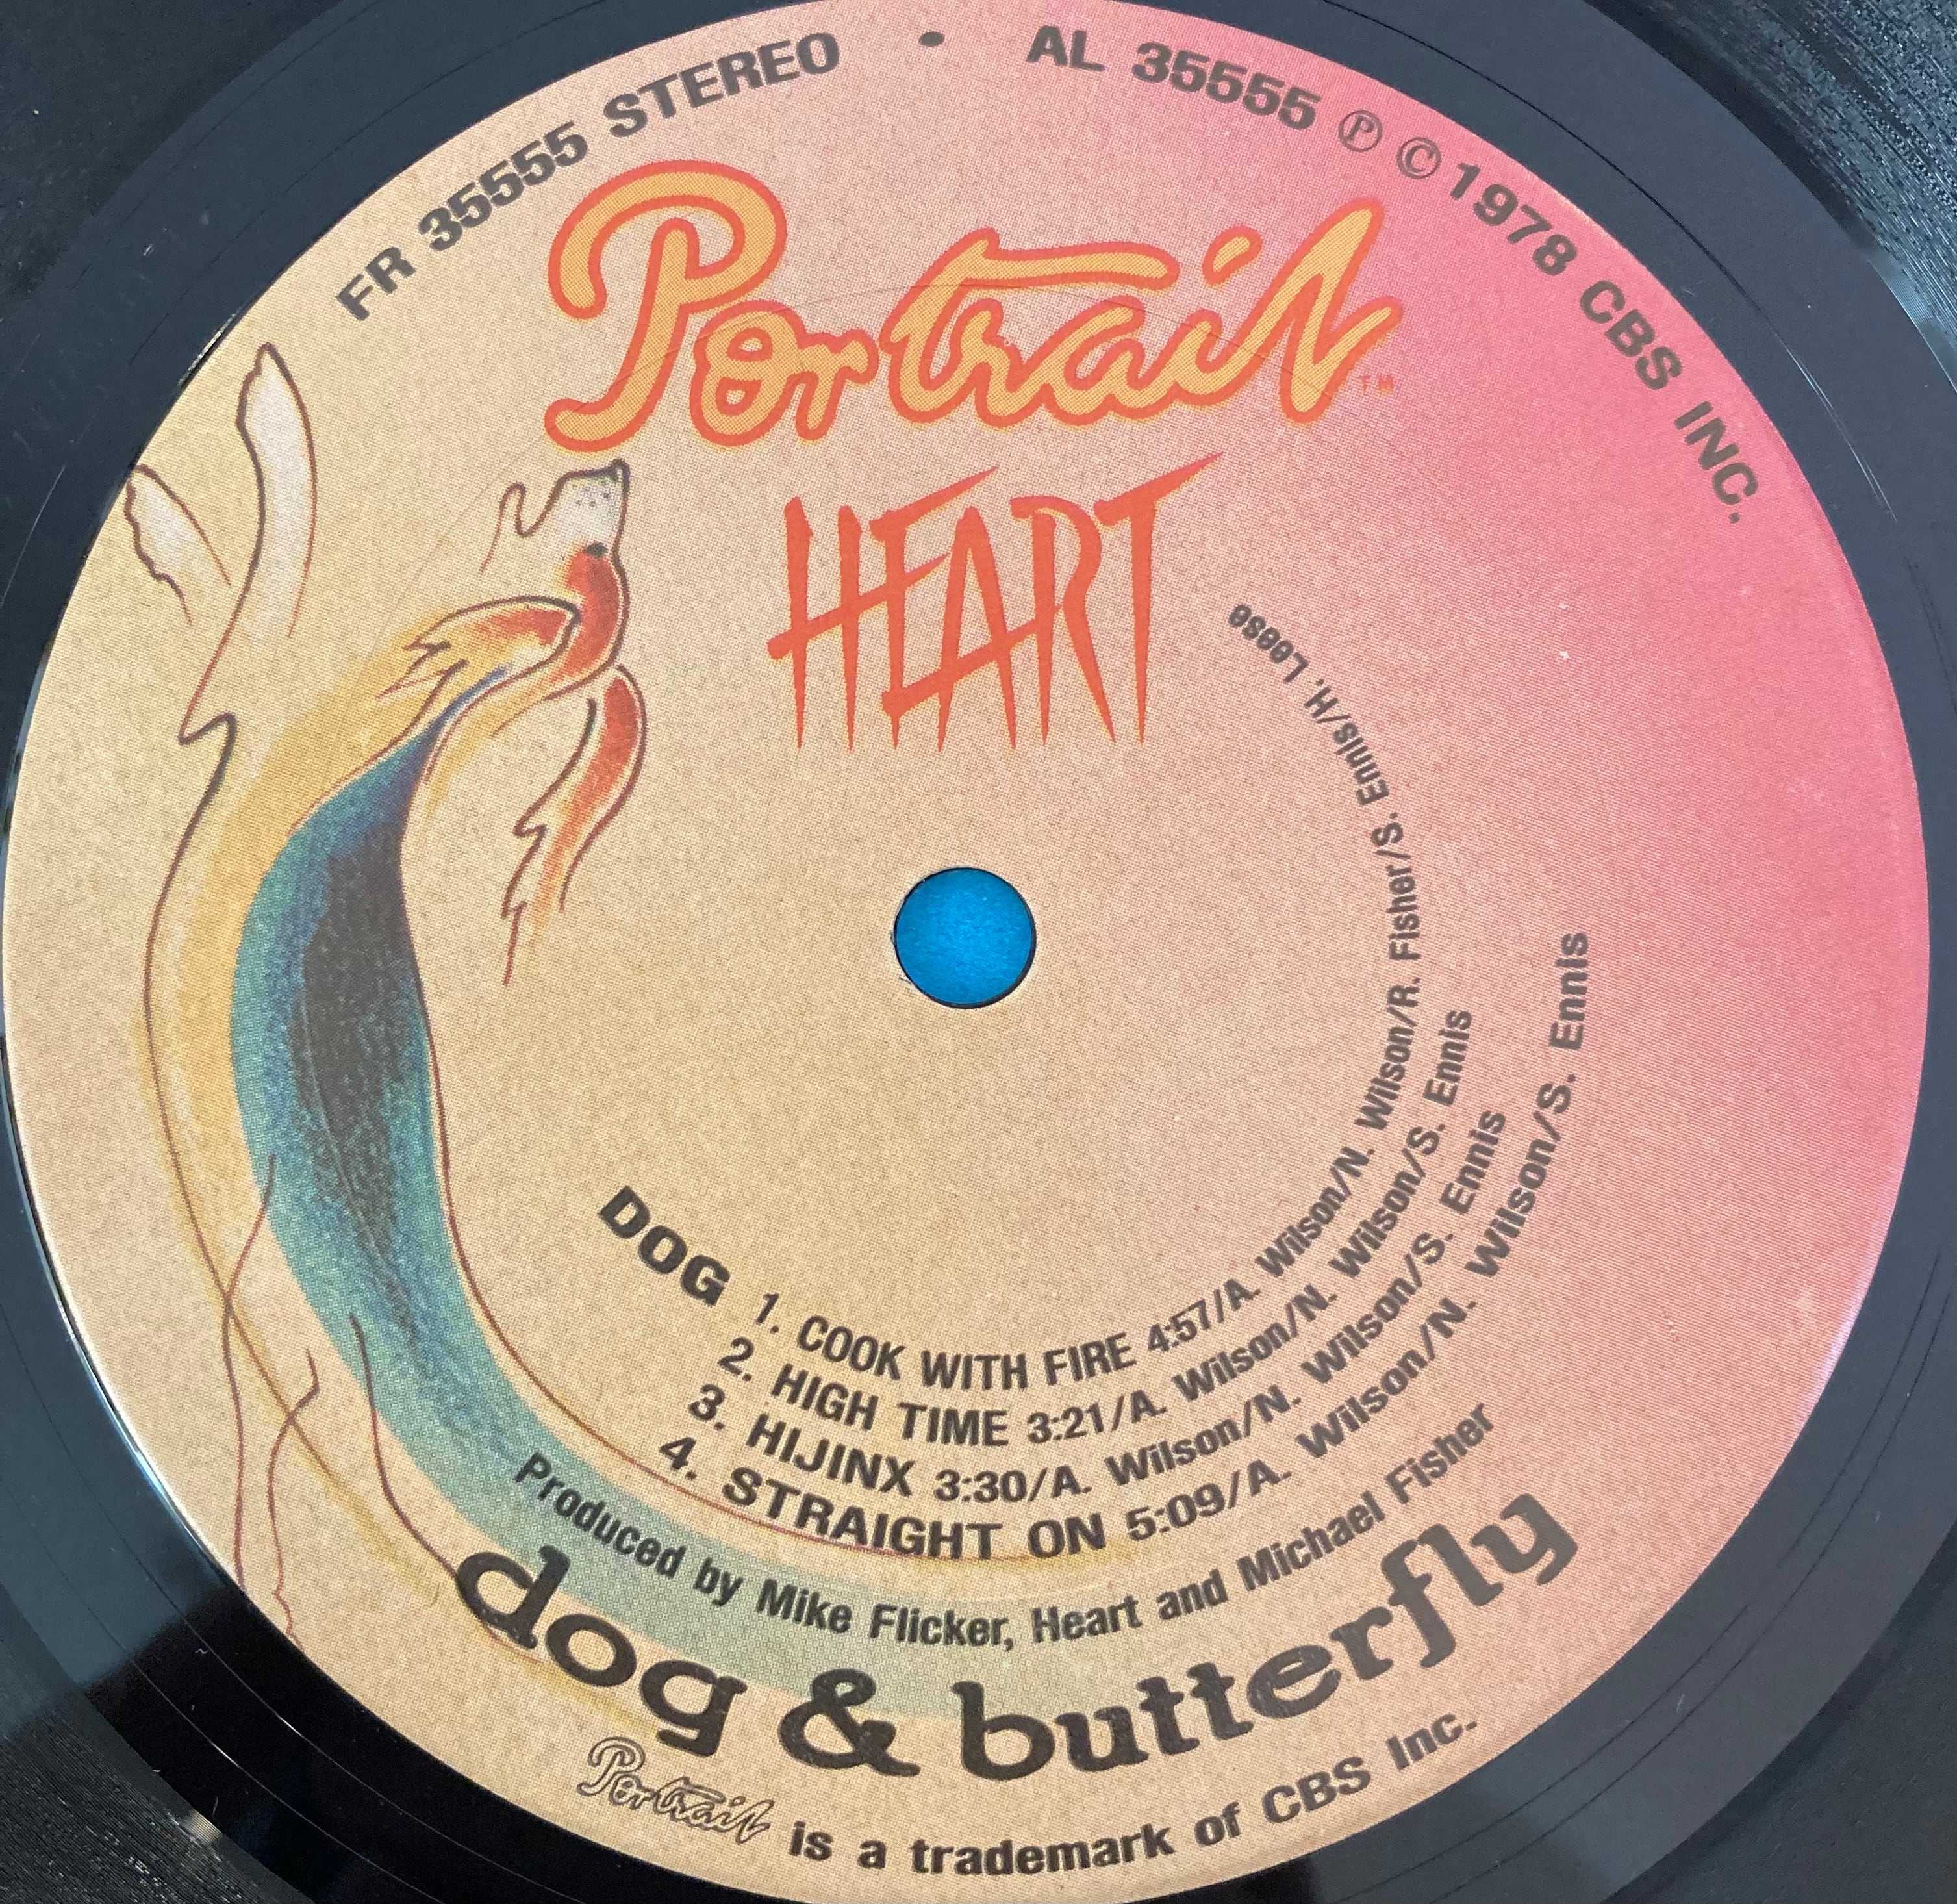 FR 35555 STEREO • AL 35555 Ⓟ © 1978 CBS INC.
Portrait TM
HEART
DOG
1. COOK WITH FIRE 4:57/A. Wilson/N. Wilson/R. Fisher/S. Ennis/H. Leese
2. HIGH TIME 3:21/A. Wilson/N. Wilson/S. Ennis
3. HIJINX 3:30/A. Wilson/N. Wilson/S. Ennis
4. STRAIGHT ON 5:09/A. Wilson/N. Wilson/S. Ennis
Produced by Mike Flicker, Heart and Michael Fisher
dog & butterfly
Portrait is a trademark of CBS Inc.